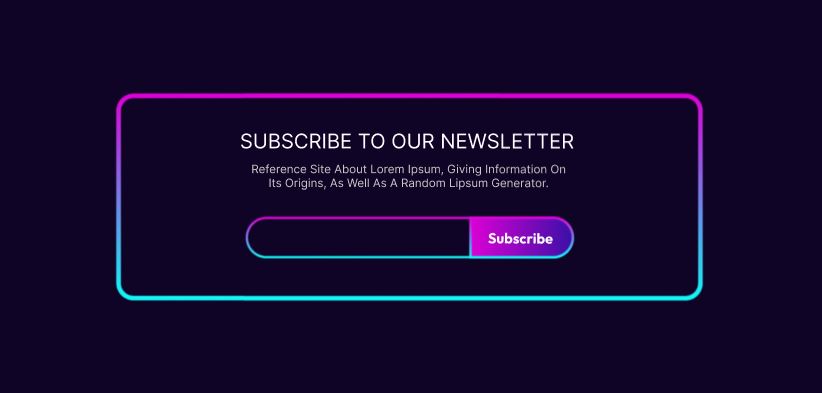 SUBSCRIBE TO OUR NEWSLETTER
Reference Site About Lorem Ipsum, Giving Information On
Its Origins, As Well As A Random Lipsum Generator.
Subscribe